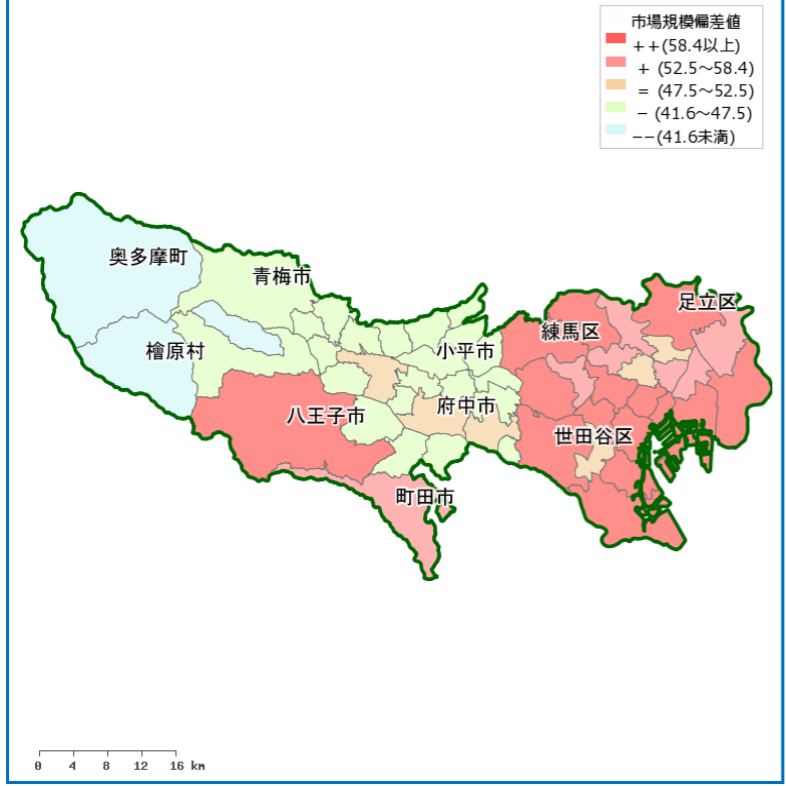 市場規模偏差値
++(58.4以上)
+ (52.5～58.4)
= (47.5～52.5)
− (41.6～47.5)
−−(41.6未満)
奥多摩町
青梅市
足立区
練馬区
檜原村
小平市
八王子市
府中市
世田谷区
町田市
0 4 8 12 16 km